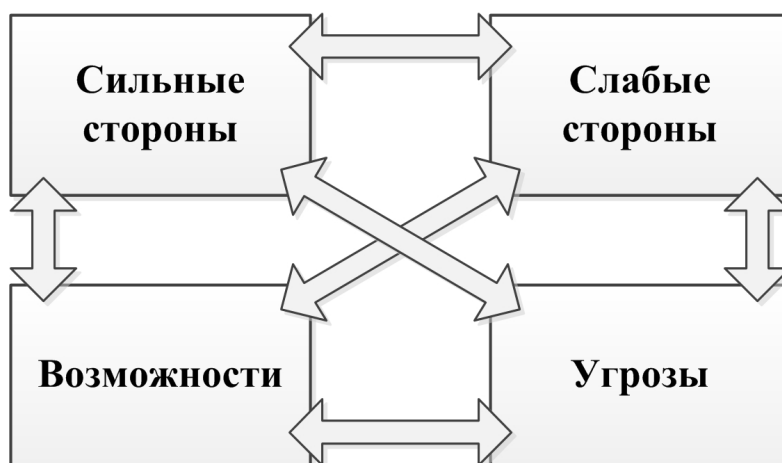 Сильные
стороны
Слабые
стороны
Возможности
Угрозы